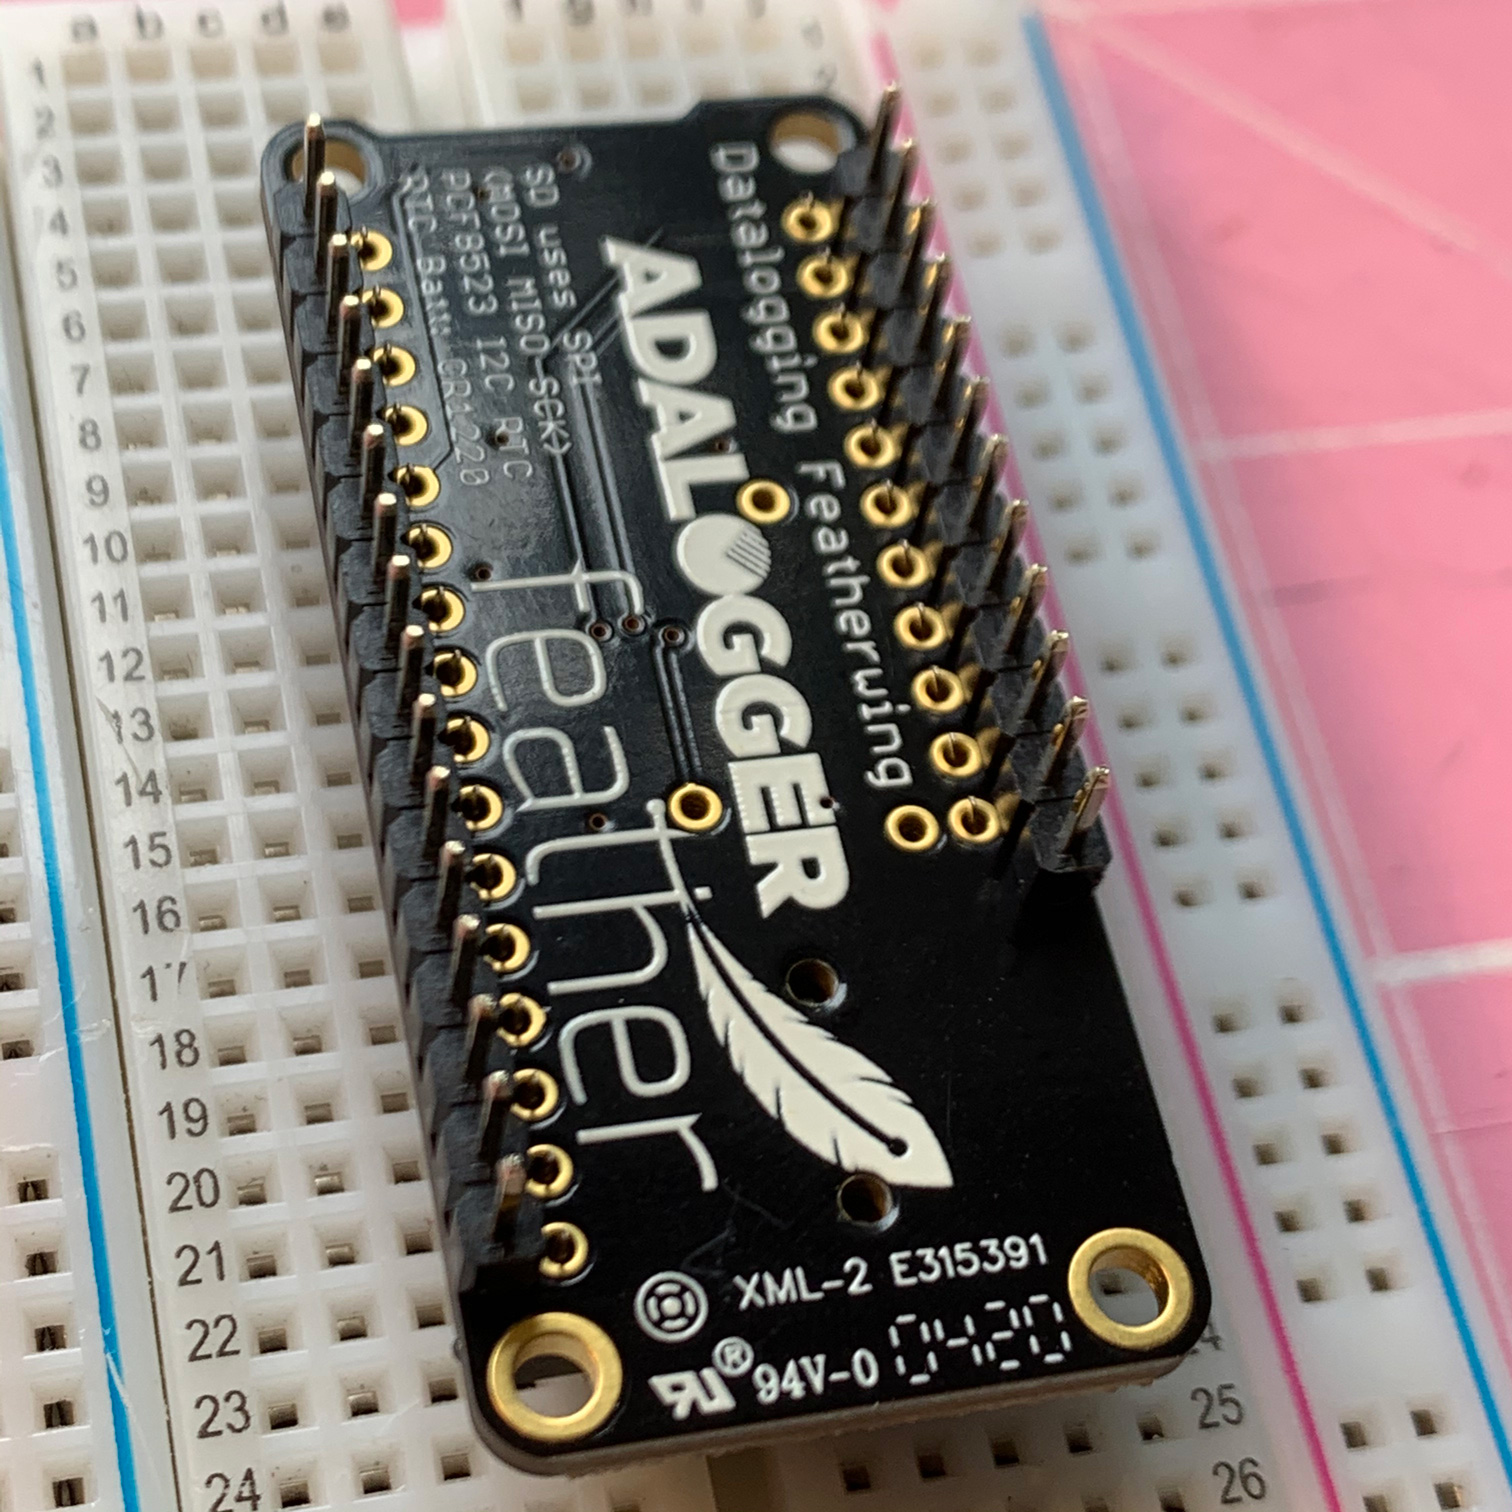 a b c d e f g h i j
1
2
3
4
5
6
7
8
9
10
11
12
13
14
15
16
17
18
19
20
21
22
23
24
25
26
Datalogging Featherwing
ADALOGGER
SD uses SPI
(MOSI MISO SCK)
PCF8523 I2C RTC
RTC Batt: CR1220
feather
XML-2 E315391
94V-0 0420